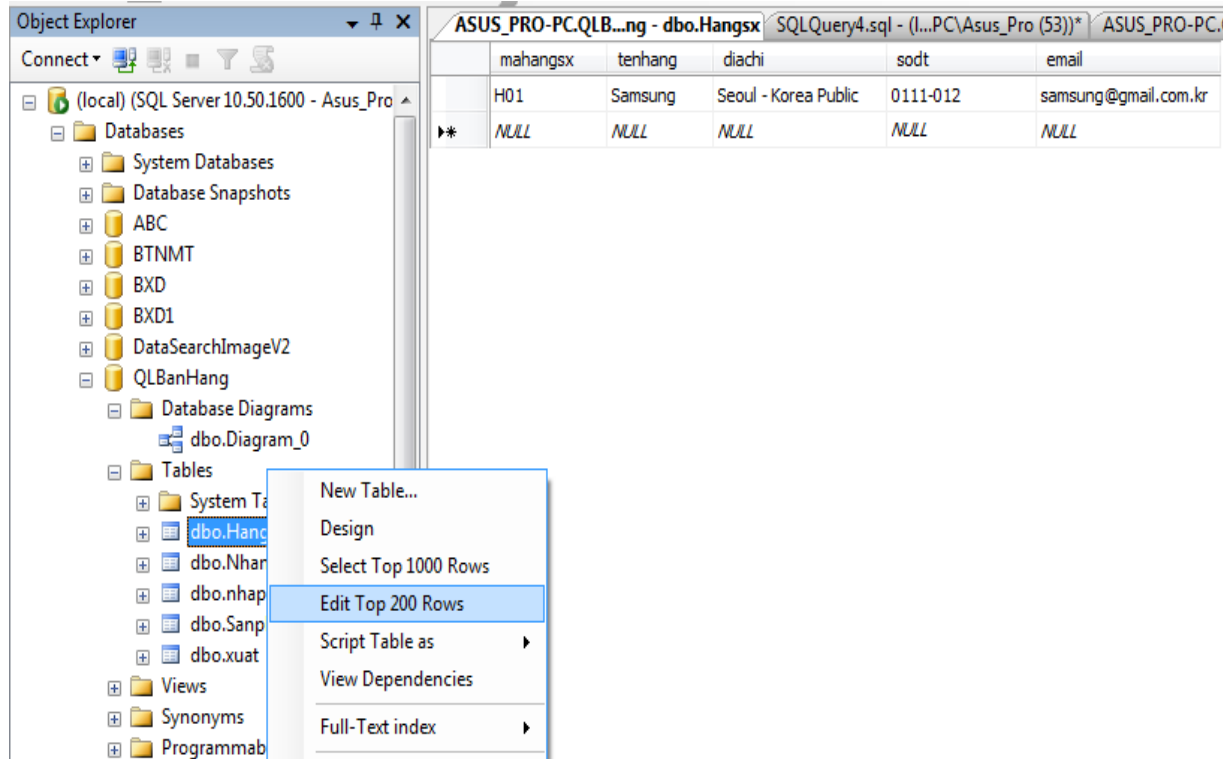 Object Explorer
Connect
(local) (SQL Server 10.50.1600 - Asus_Pro
Databases
System Databases
Database Snapshots
ABC
BTNMT
BXD
BXD1
DataSearchImageV2
QLBanHang
Database Diagrams
dbo.Diagram_0
Tables
System Ta
dbo.Hang
dbo.Nhan
dbo.nhap
dbo.Sanp
dbo.xuat
Views
Synonyms
Programmab
New Table...
Design
Select Top 1000 Rows
Edit Top 200 Rows
Script Table as
View Dependencies
Full-Text index
ASUS_PRO-PC.QLB...ng - dbo.Hangsx SQLQuery4.sql - (l...PC\Asus_Pro (53))* ASUS_PRO-PC.
mahangsx tenhang diachi sodt email
H01 Samsung Seoul - Korea Public 0111-012 samsung@gmail.com.kr
NULL NULL NULL NULL NULL